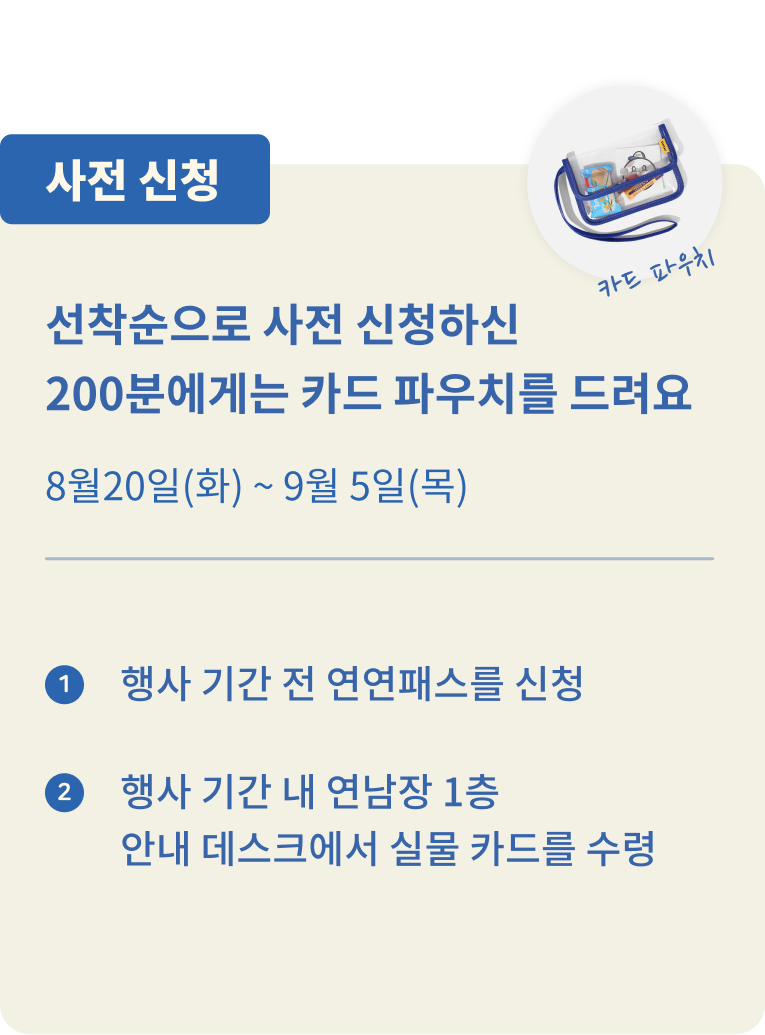 사전 신청
카드 파우치
선착순으로 사전 신청하신
200분에게는 카드 파우치를 드려요
8월20일(화) ~ 9월 5일(목)
1 행사 기간 전 연연패스를 신청
2 행사 기간 내 연남장 1층
안내 데스크에서 실물 카드를 수령